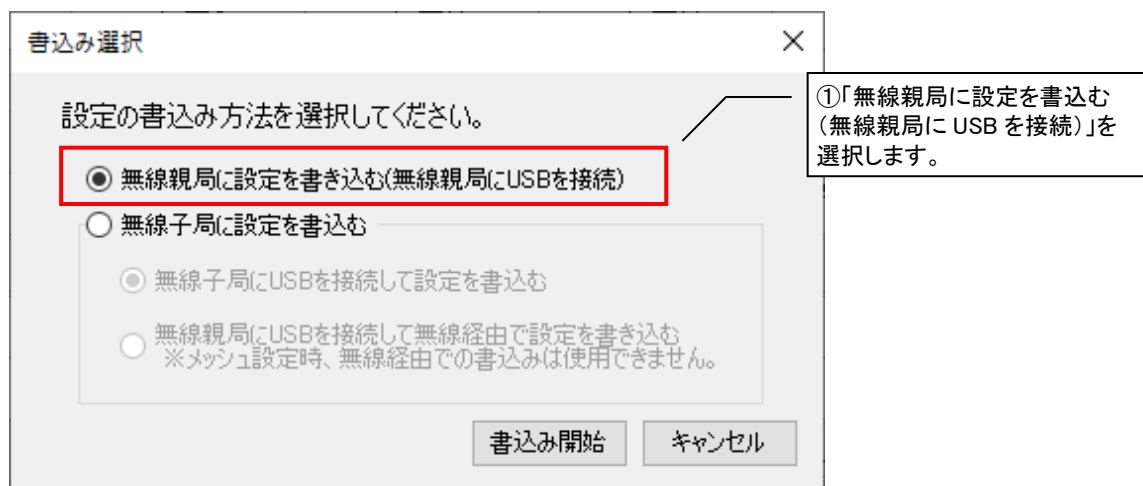 書込み選択
設定の書込み方法を選択してください。
無線親局に設定を書き込む(無線親局にUSBを接続)
無線子局に設定を書込む
無線子局にUSBを接続して設定を書込む
無線親局にUSBを接続して無線経由で設定を書き込む
※メッシュ設定時、無線経由での書込みは使用できません。
書込み開始
キャンセル
①「無線親局に設定を書込む
(無線親局に USB を接続)」を
選択します。